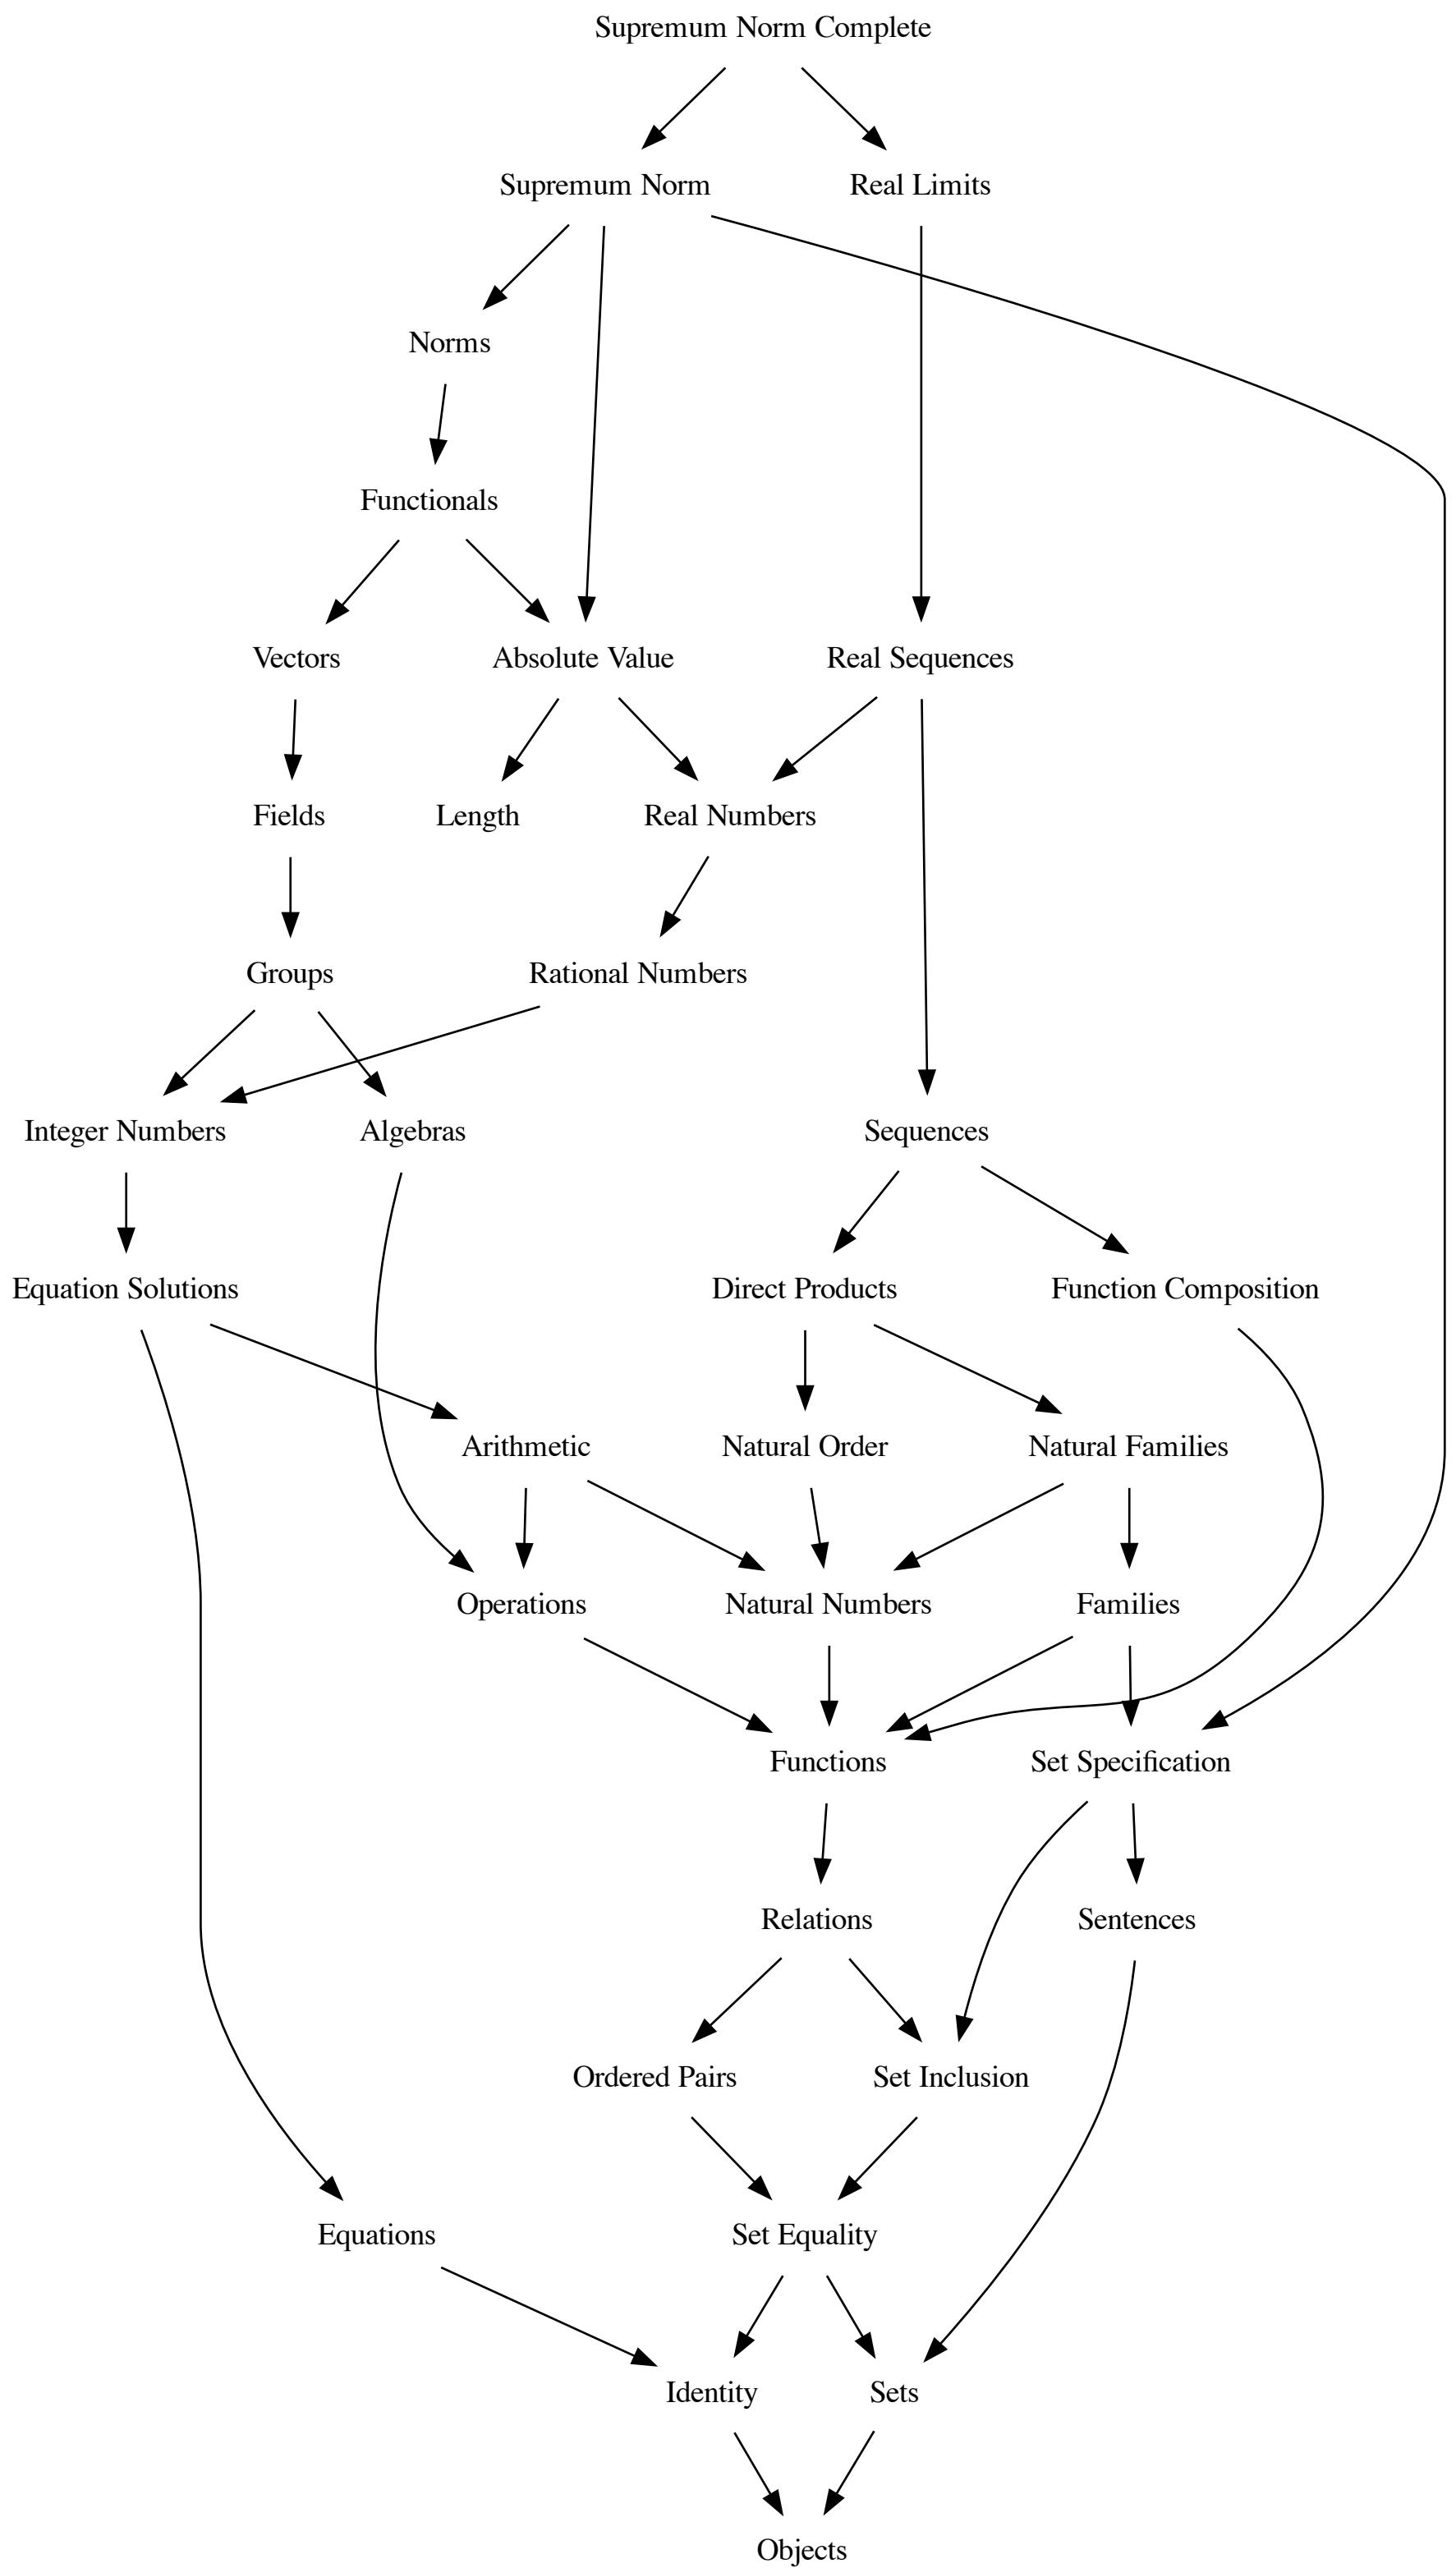 Supremum Norm Complete
Supremum Norm
Real Limits
Norms
Functionals
Vectors
Absolute Value
Real Sequences
Fields
Length
Real Numbers
Groups
Rational Numbers
Integer Numbers
Algebras
Sequences
Equation Solutions
Direct Products
Function Composition
Arithmetic
Natural Order
Natural Families
Operations
Natural Numbers
Families
Functions
Set Specification
Relations
Sentences
Ordered Pairs
Set Inclusion
Equations
Set Equality
Identity
Sets
Objects